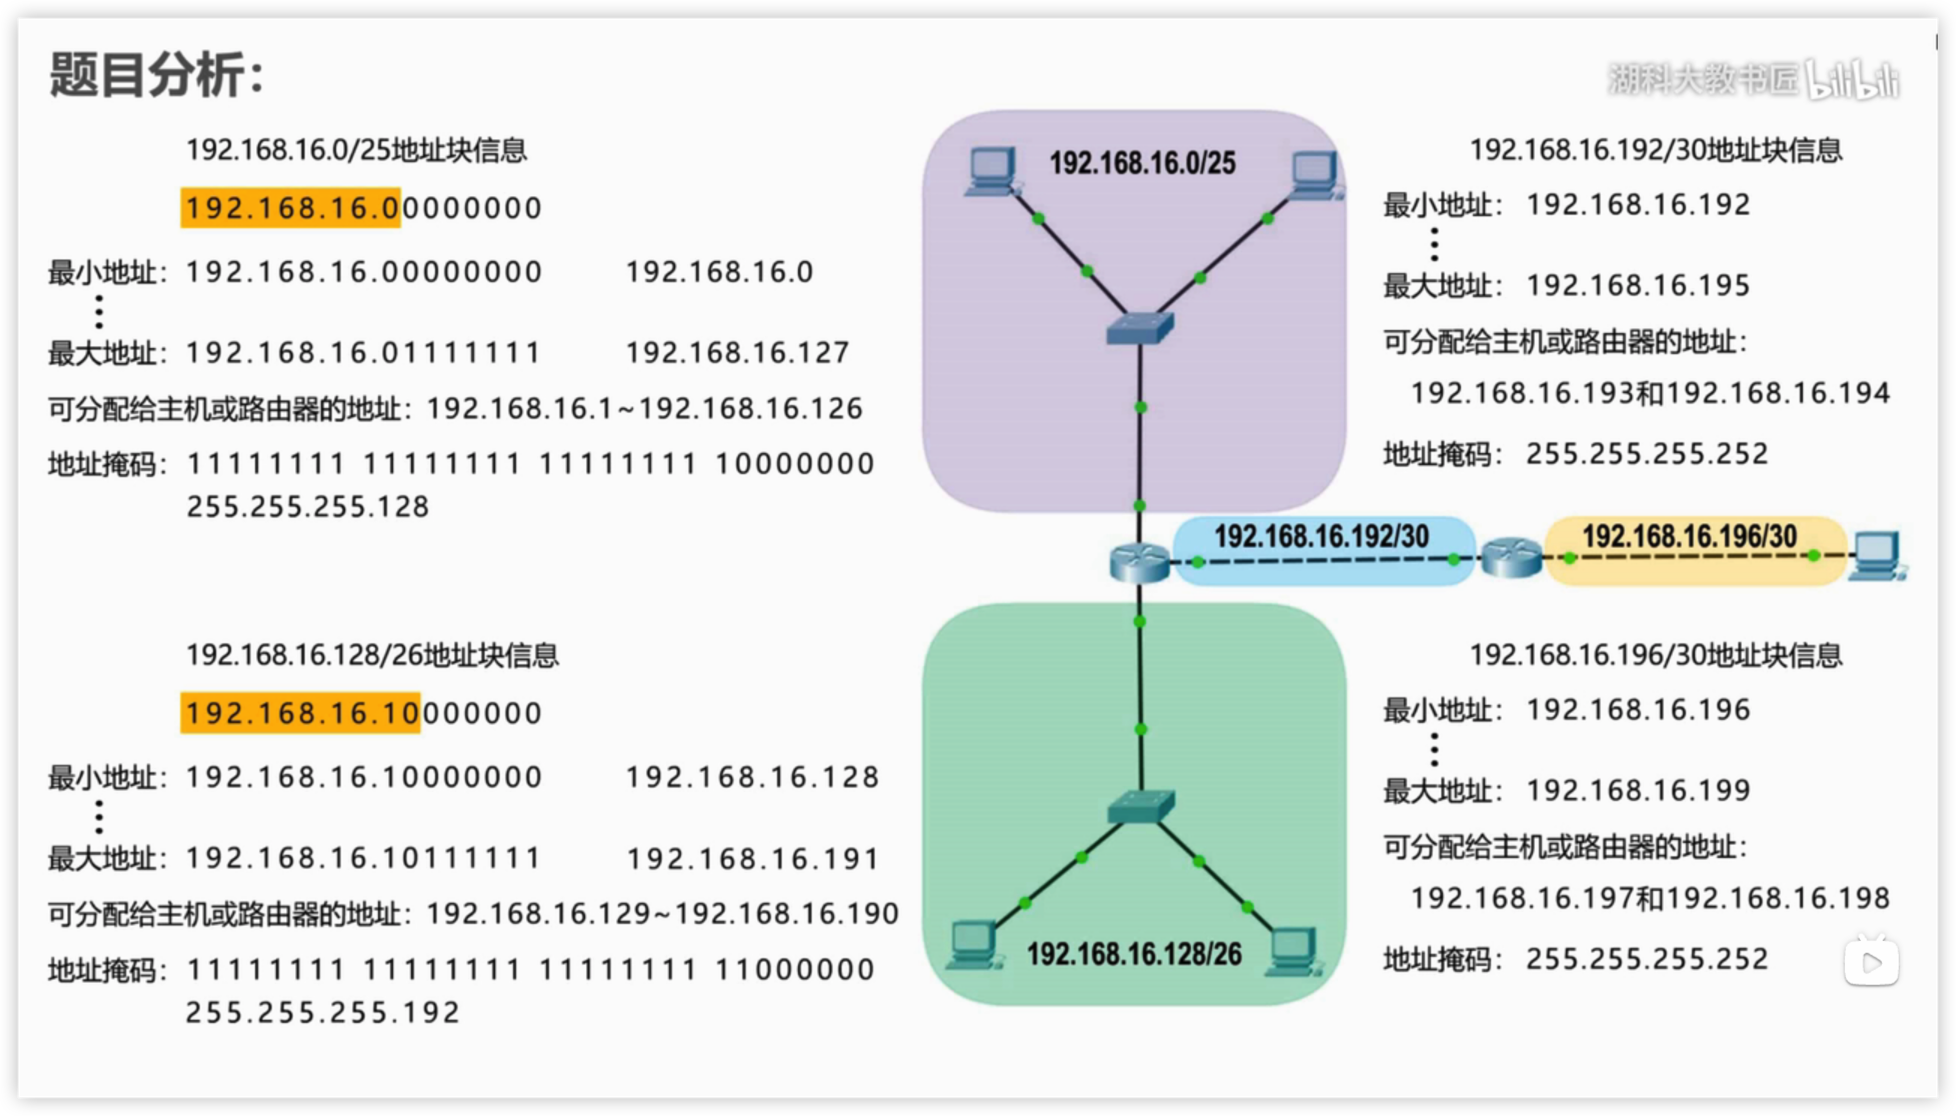 题目分析：
湖科大教书匠 bilibili
192.168.16.0/25地址块信息
192.168.16.00000000
最小地址：192.168.16.00000000 192.168.16.0
最大地址：192.168.16.01111111 192.168.16.127
可分配给主机或路由器的地址：192.168.16.1~192.168.16.126
地址掩码：11111111 11111111 11111111 10000000
255.255.255.128
192.168.16.128/26地址块信息
192.168.16.10000000
最小地址：192.168.16.10000000 192.168.16.128
最大地址：192.168.16.10111111 192.168.16.191
可分配给主机或路由器的地址：192.168.16.129~192.168.16.190
地址掩码：11111111 11111111 11111111 11000000
255.255.255.192
192.168.16.0/25
192.168.16.192/30
192.168.16.196/30
192.168.16.128/26
192.168.16.192/30地址块信息
最小地址：192.168.16.192
最大地址：192.168.16.195
可分配给主机或路由器的地址：
192.168.16.193和192.168.16.194
地址掩码：255.255.255.252
192.168.16.196/30地址块信息
最小地址：192.168.16.196
最大地址：192.168.16.199
可分配给主机或路由器的地址：
192.168.16.197和192.168.16.198
地址掩码：255.255.255.252